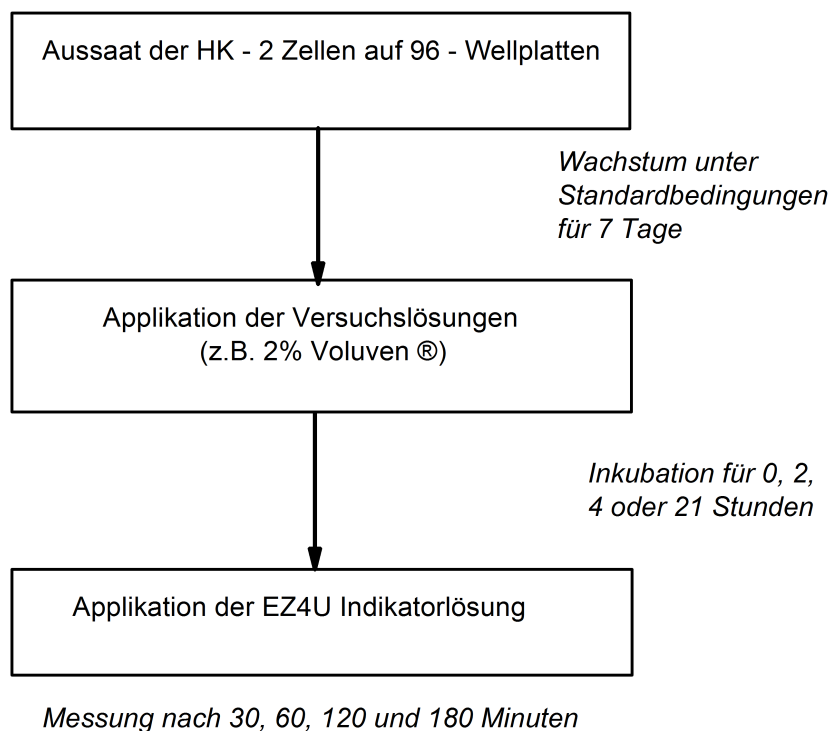 Aussaat der HK - 2 Zellen auf 96 - Wellplatten
Wachstum unter
Standardbedingungen
für 7 Tage
Applikation der Versuchslösungen
(z.B. 2% Voluven ®)
Inkubation für 0, 2,
4 oder 21 Stunden
Applikation der EZ4U Indikatorlösung
Messung nach 30, 60, 120 und 180 Minuten